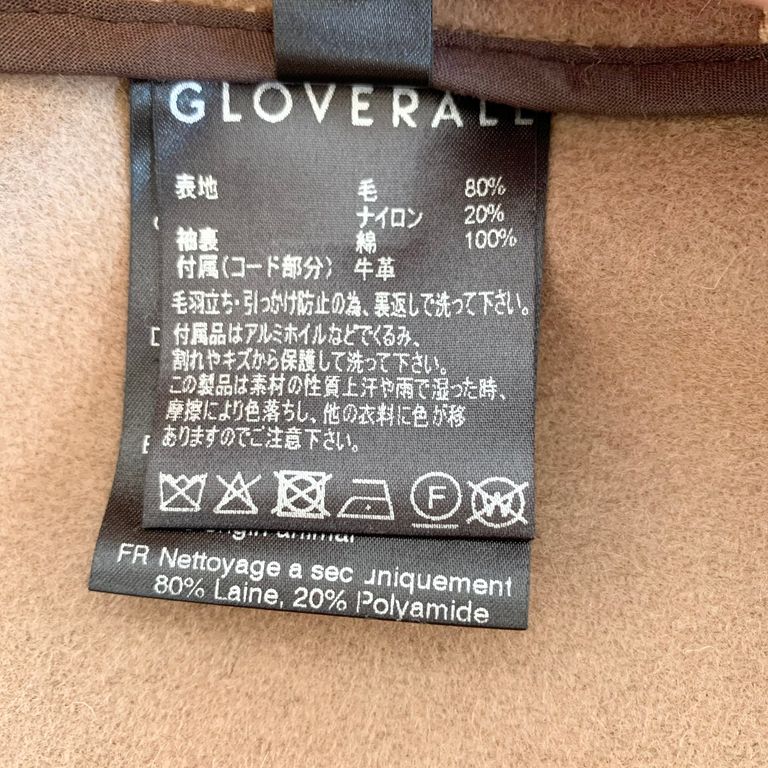 GLOVERALL
表地 毛 80%
ナイロン 20%
袖裏 綿 100%
付属(コード部分) 牛革
毛羽立ち・引っかけ防止の為、裏返しで洗って下さい。
付属品はアルミホイルなどでくるみ、
割れやキズから保護して洗って下さい。
この製品は素材の性質上汗や雨で湿った時、
摩擦により色落ちし、他の衣料に色が移
ありますのでご注意下さい。
F W
animal
FR Nettoyage a sec uniquement
80% Laine, 20% Polyamide